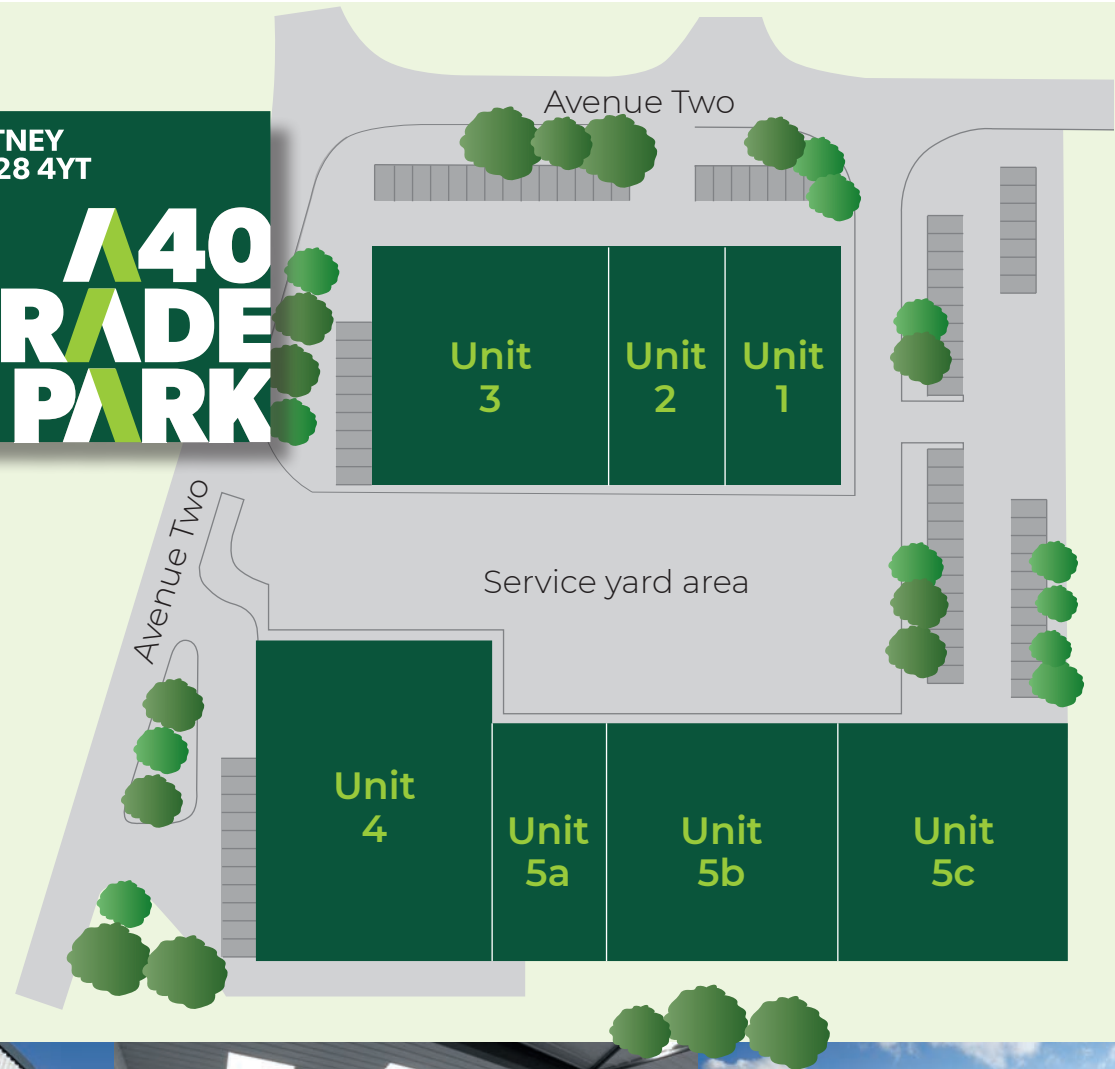 Avenue Two
TNEY
28 4YT
A40
RADE
PARK
Unit
3
Unit
2
Unit
1
Avenue Two
Service yard area
Unit
4
Unit
5a
Unit
5b
Unit
5c